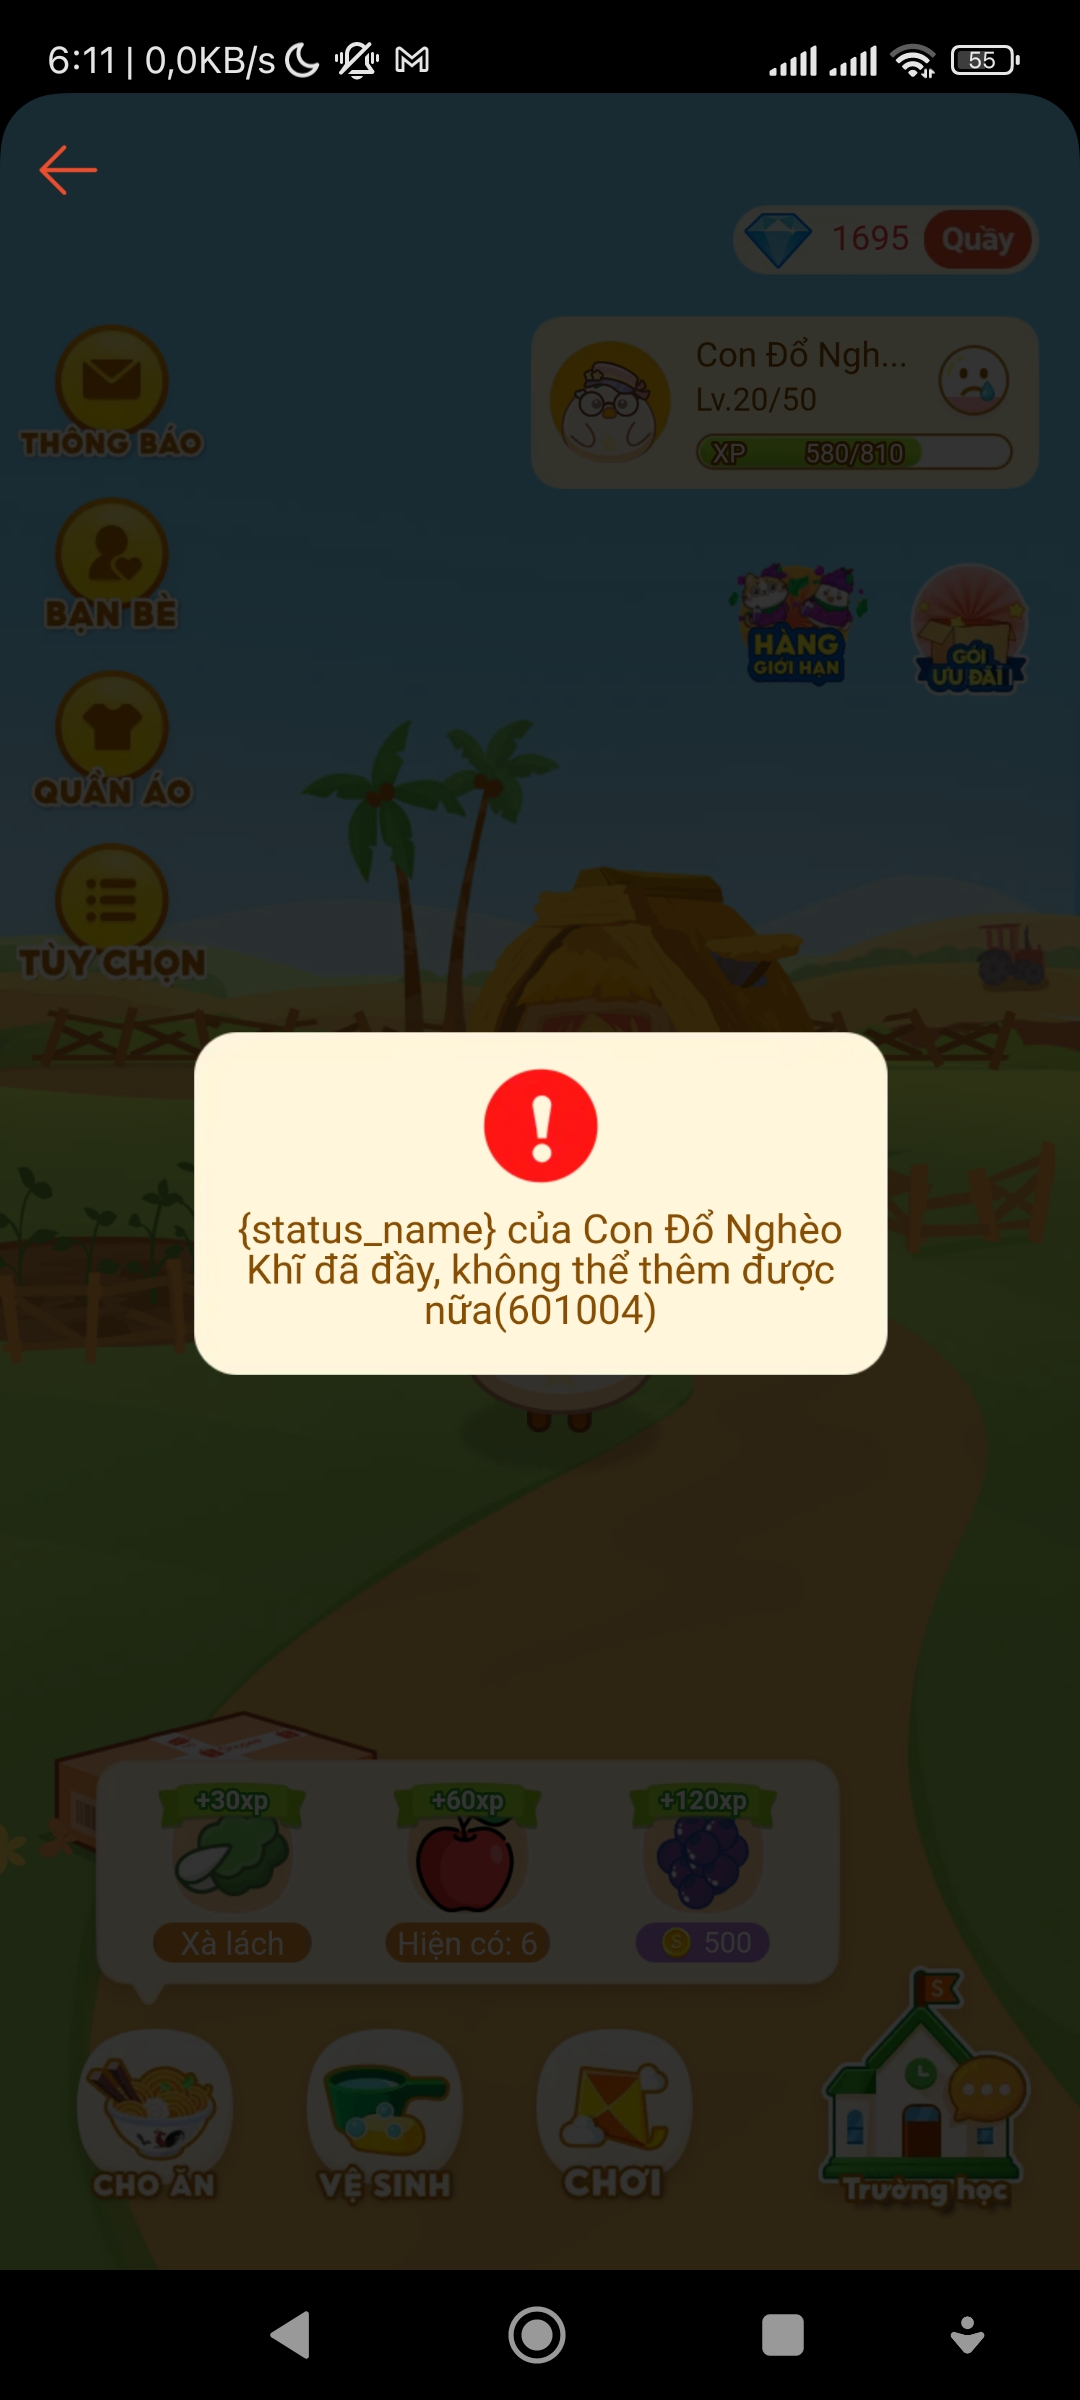 6:11 | 0,0KB/s
55
1695
Quầy
Con Đổ Ngh...
Lv.20/50
XP 580/810
THÔNG BÁO
BẠN BÈ
HÀNG
GIỚI HẠN
GÓI
ƯU ĐÃI
QUẦN ÁO
TÙY CHỌN
{status_name} của Con Đổ Nghèo
Khĩ đã đầy, không thể thêm được
nữa(601004)
+30xp
+60xp
+120xp
Xà lách
Hiện có: 6
S 500
S
CHO ĂN
VỆ SINH
CHƠI
Trường học